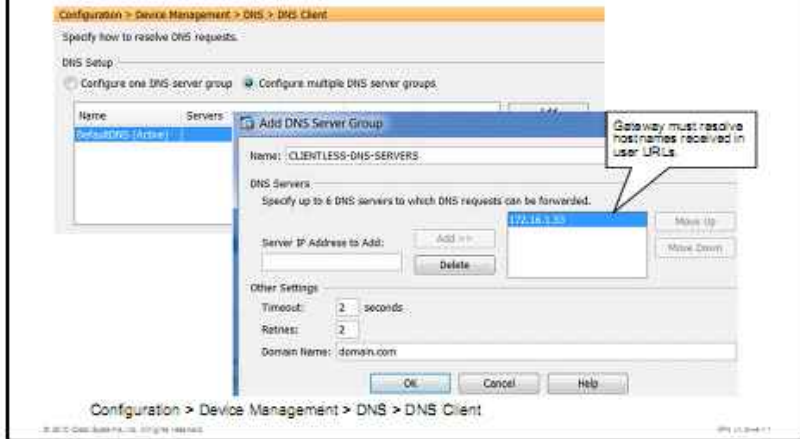 Configuration > Device Management > DNS > DNS Client
Specify how to resolve DNS requests.
DNS Setup
Configure one DNS server group Configure multiple DNS server groups
Name Servers
DefaultDNS (Active)
Add
Add DNS Server Group
Gateway must resolve
hostnames received in
user URLs.
Name: CLIENTLESS-DNS-SERVERS
DNS Servers
Specify up to 6 DNS servers to which DNS requests can be forwarded.
172.16.1.33
Server IP Address to Add:
Add >>
Delete
Move Up
Move Down
Other Settings
Timeout: 2 seconds
Retries: 2
Domain Name: domain.com
OK Cancel Help
Configuration > Device Management > DNS > DNS Client